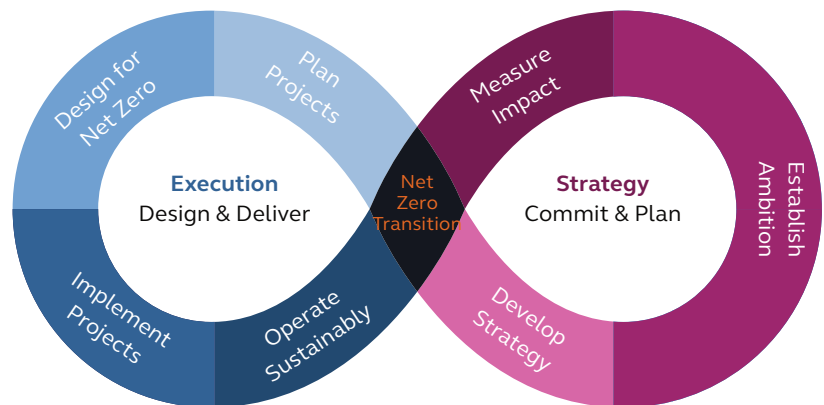 Design for
Net Zero
Plan
Projects
Measure
Impact
Establish
Ambition
Execution
Design & Deliver
Net
Zero
Transition
Strategy
Commit & Plan
Implement
Projects
Operate
Sustainably
Develop
Strategy